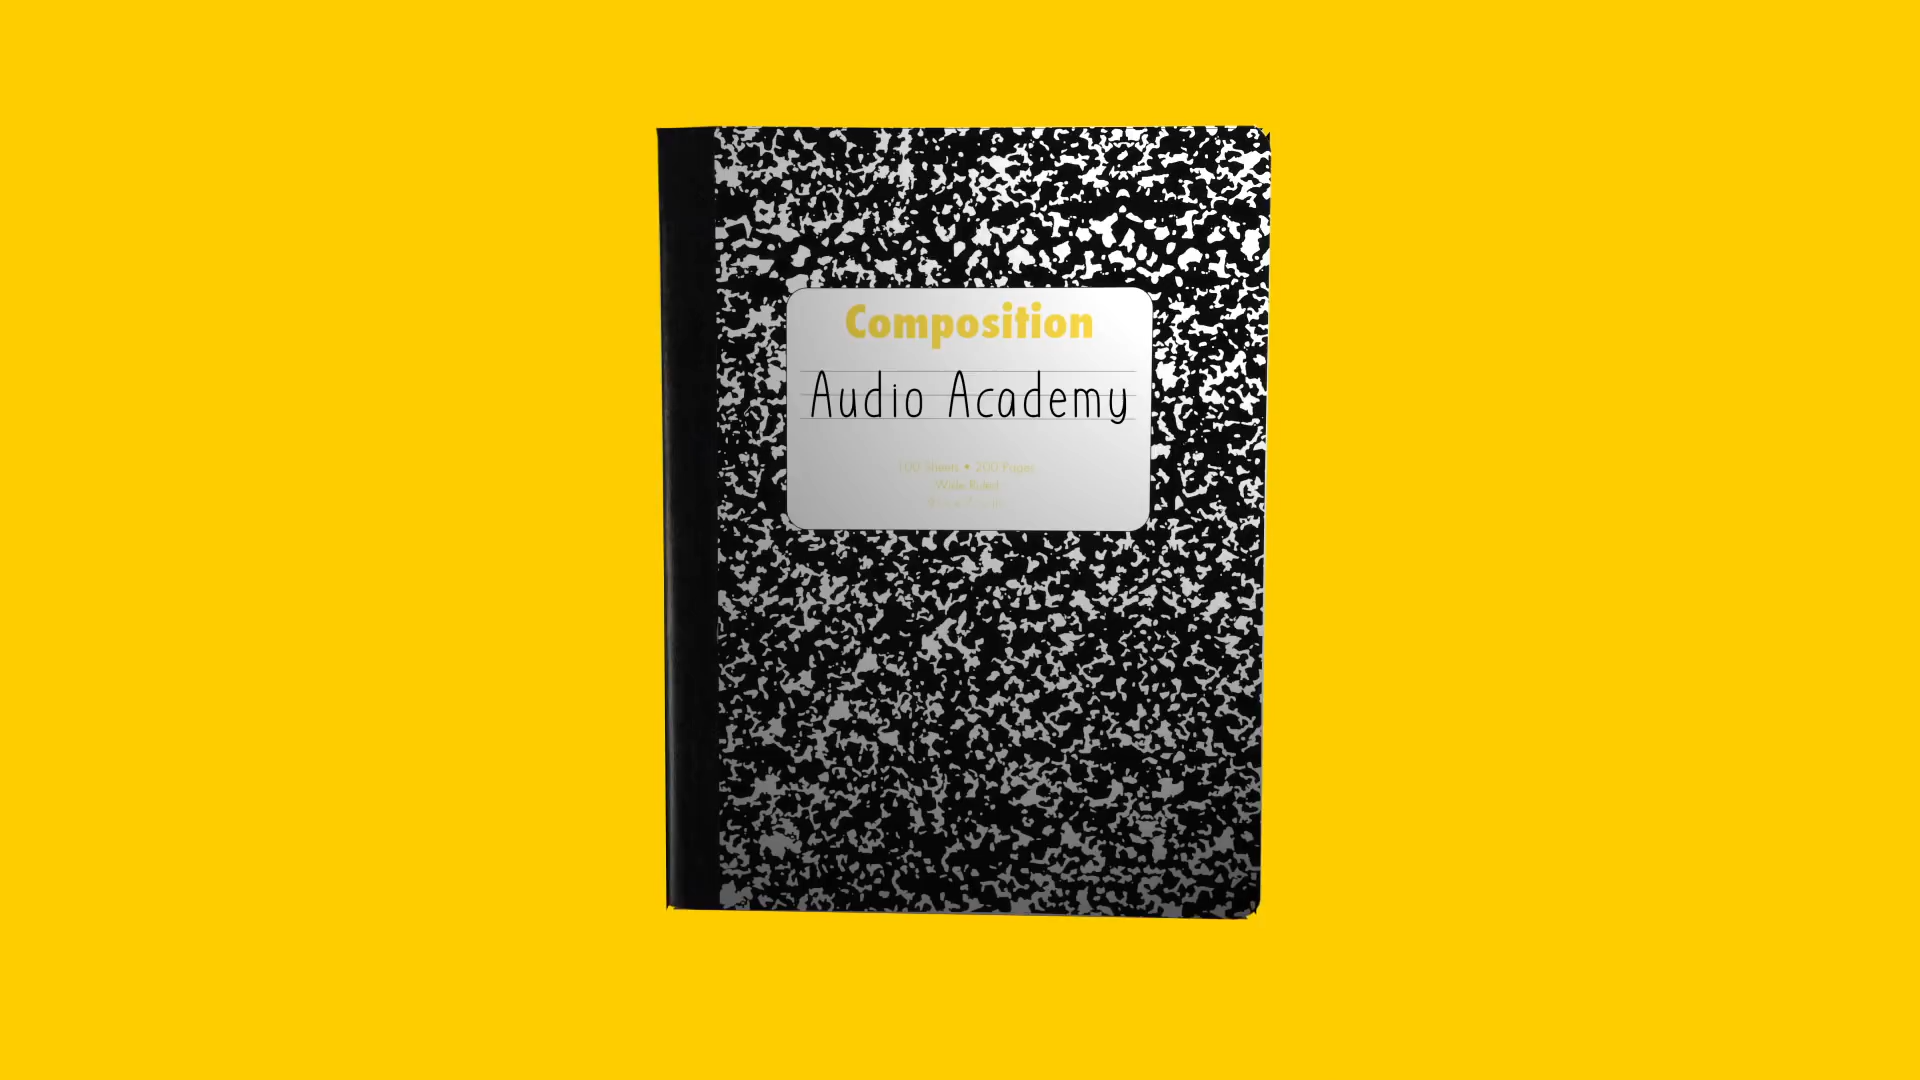 Composition
Audio Academy
100 Sheets • 200 Pages
Wide Ruled